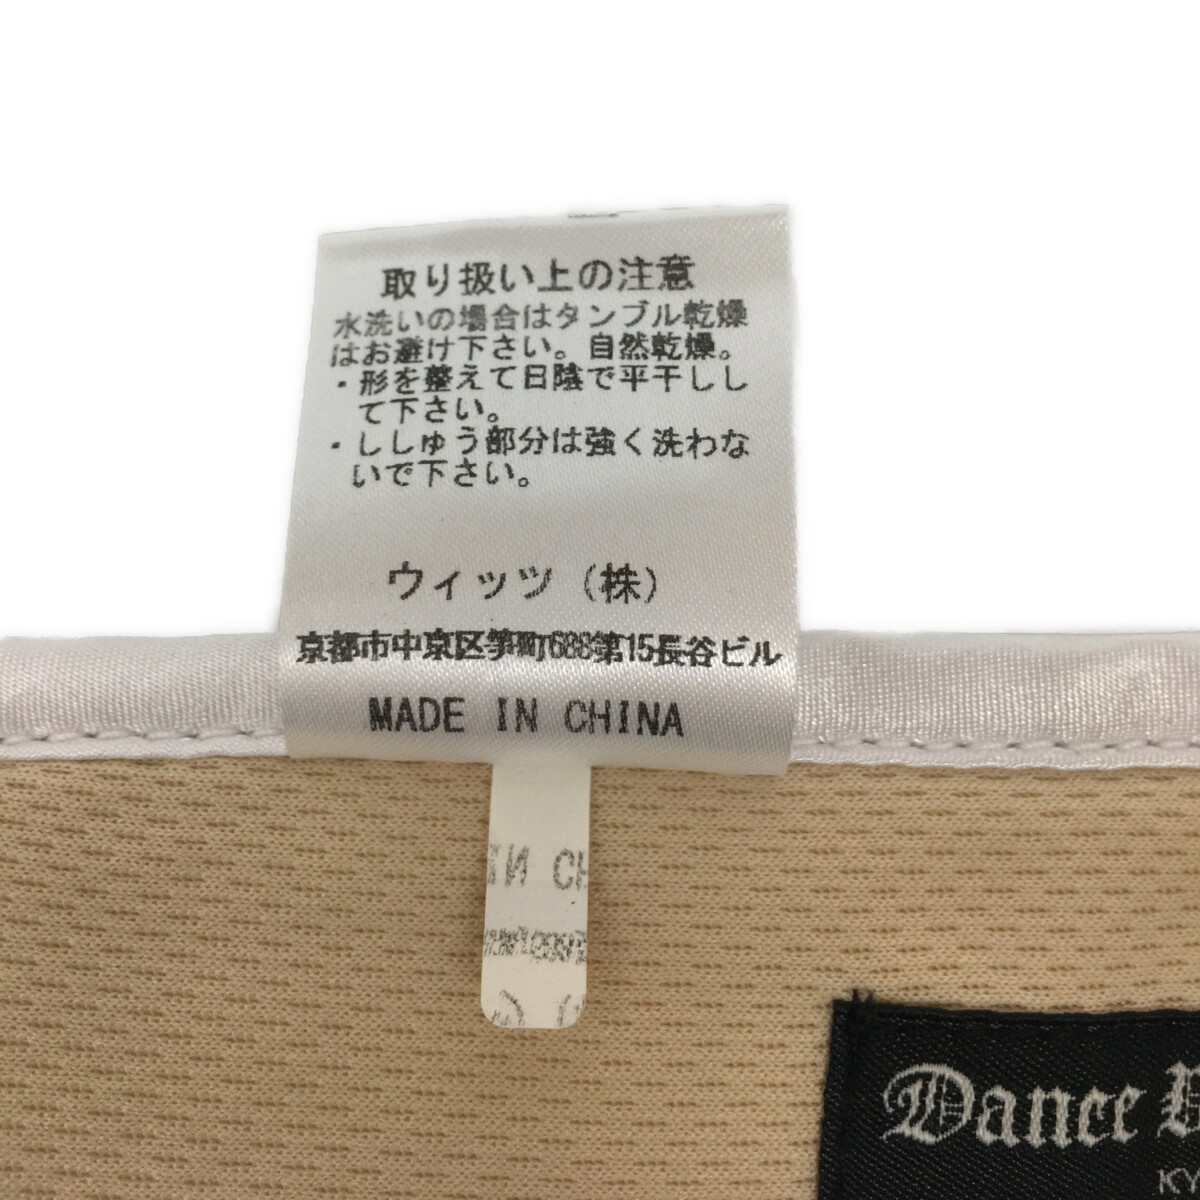 取り扱い上の注意
水洗いの場合はタンブル乾燥
はお避け下さい。自然乾燥。
・形を整えて日陰で平干しし
て下さい。
・ししゅう部分は強く洗わな
いで下さい。
ウィッツ（株）
京都市中京区笋町688第15長谷ビル
MADE IN CHINA
IN CH
Dance
KY